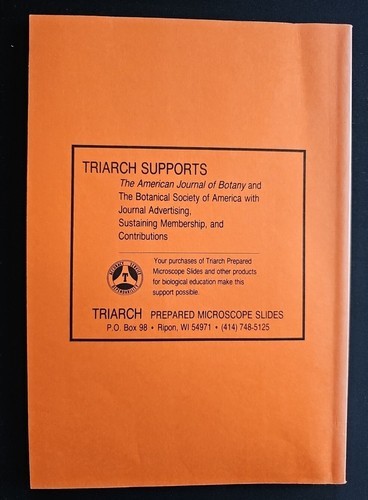 TRIARCH SUPPORTS
The American Journal of Botany and
The Botanical Society of America with
Journal Advertising,
Sustaining Membership, and
Contributions
T
Your purchases of Triarch Prepared
Microscope Slides and other products
for biological education make this
support possible.
TRIARCH PREPARED MICROSCOPE SLIDES
P.O. Box 98 • Ripon, WI 54971 • (414) 748-5125